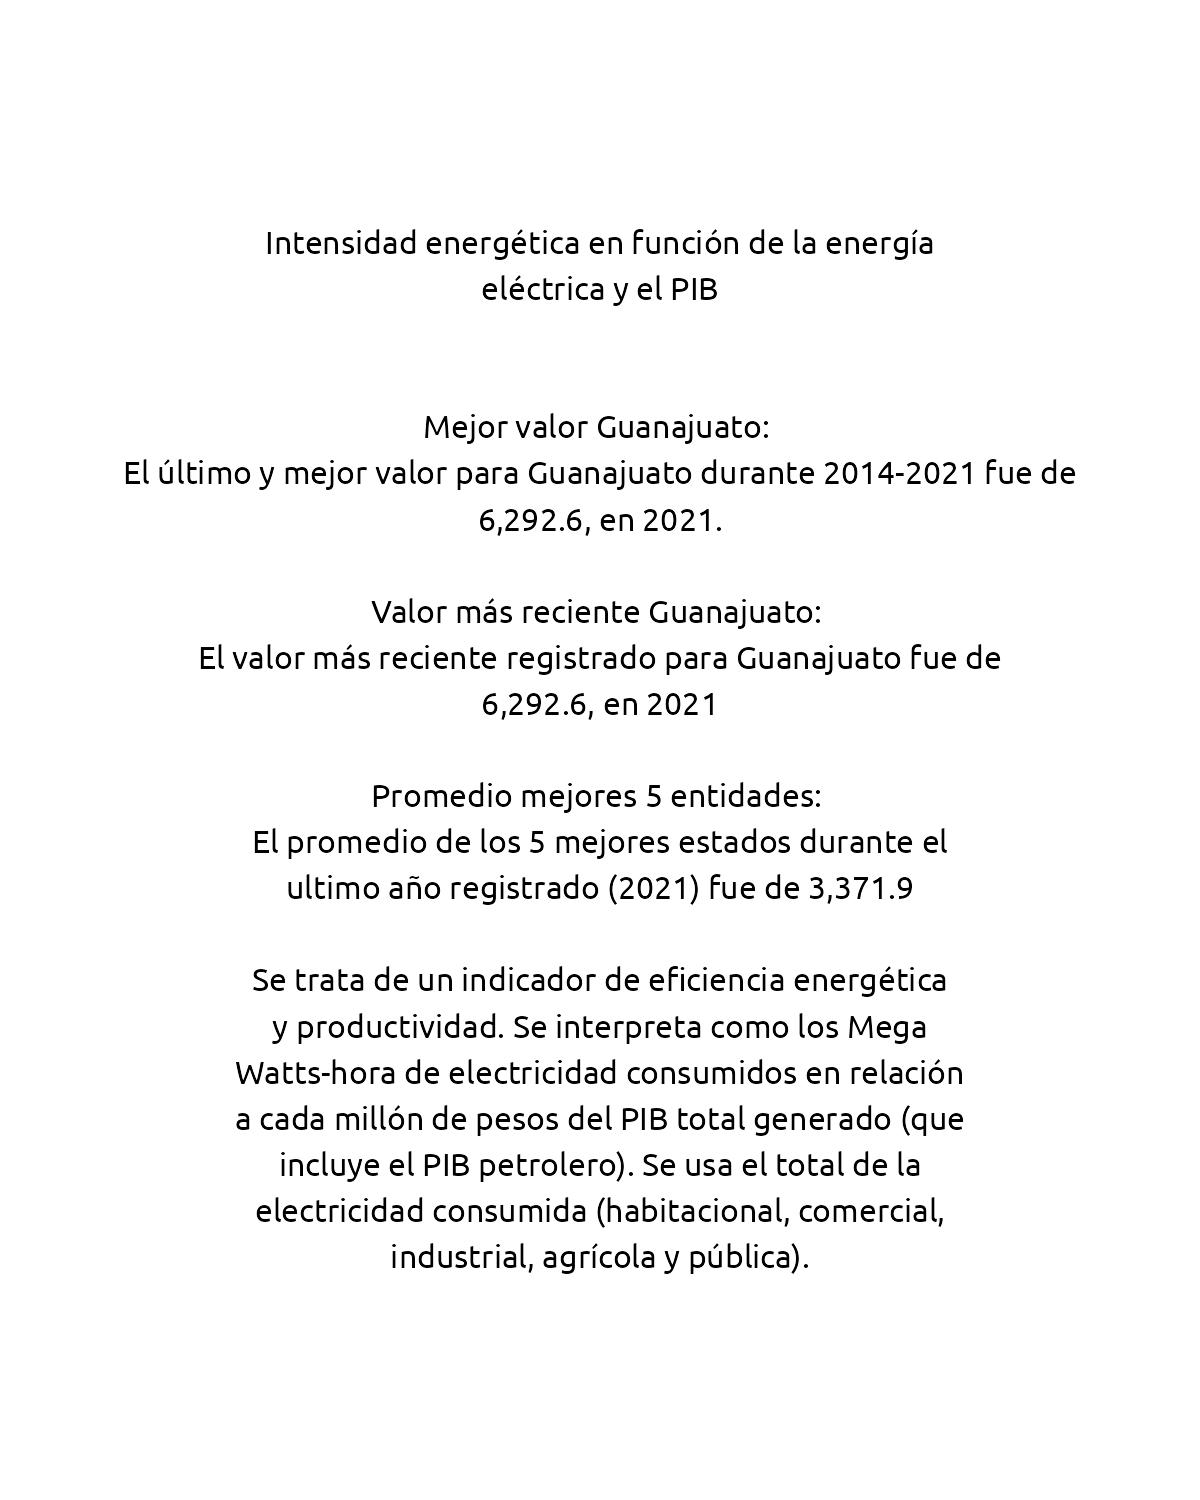 Intensidad energética en función de la energía
eléctrica y el PIB
Mejor valor Guanajuato:
El último y mejor valor para Guanajuato durante 2014-2021 fue de
6,292.6, en 2021.
Valor más reciente Guanajuato:
El valor más reciente registrado para Guanajuato fue de
6,292.6, en 2021
Promedio mejores 5 entidades:
El promedio de los 5 mejores estados durante el
ultimo año registrado (2021) fue de 3,371.9
Se trata de un indicador de eficiencia energética
y productividad. Se interpreta como los Mega
Watts-hora de electricidad consumidos en relación
a cada millón de pesos del PIB total generado (que
incluye el PIB petrolero). Se usa el total de la
electricidad consumida (habitacional, comercial,
industrial, agrícola y pública).